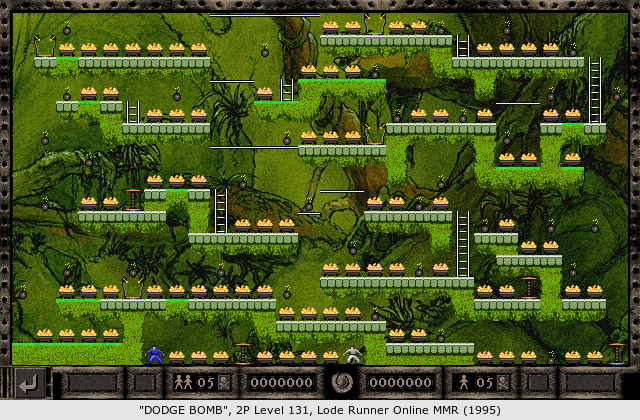 05 0000000 0000000 05
"DODGE BOMB", 2P Level 131, Lode Runner Online MMR (1995)